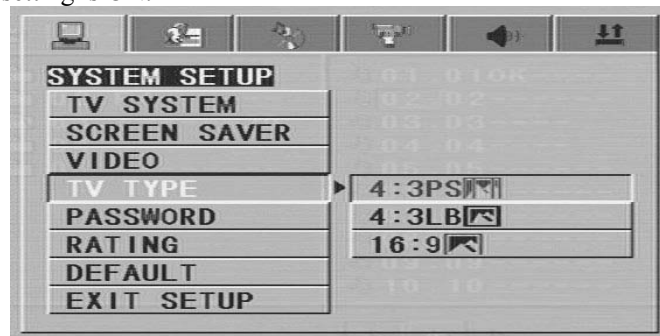 SYSTEM SETUP
TV SYSTEM
SCREEN SAVER
VIDEO
TV TYPE
4:3PS
PASSWORD
4:3LB
RATING
16:9
DEFAULT
EXIT SETUP